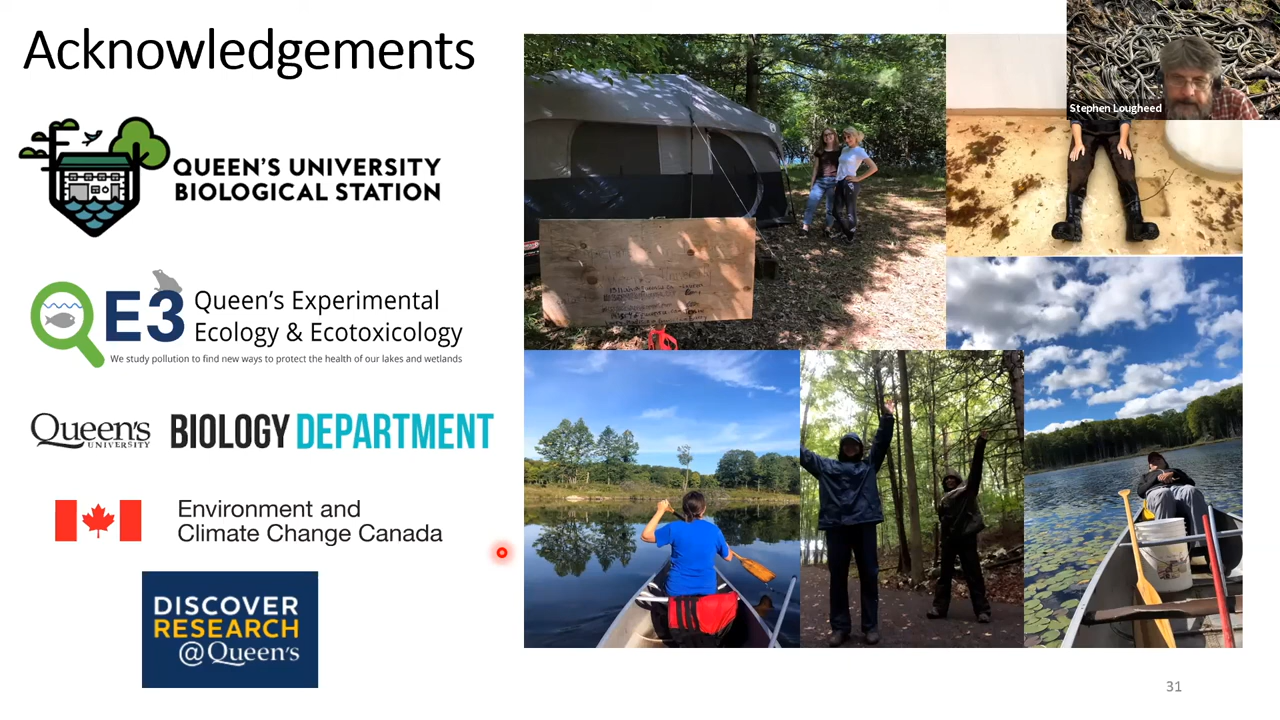 Acknowledgements
QUEEN'S UNIVERSITY
BIOLOGICAL STATION
E3
Queen's Experimental
Ecology & Ecotoxicology
We study pollution to find new ways to protect the health of our lakes and wetlands
Queen's
UNIVERSITY
BIOLOGY DEPARTMENT
Environment and
Climate Change Canada
DISCOVER
RESEARCH
@Queen's
Stephen Lougheed
31